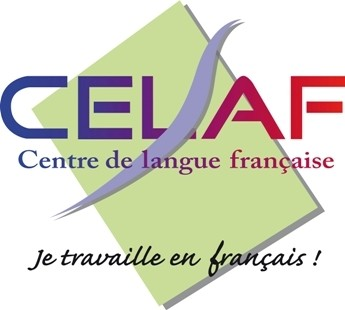 CELAF
Centre de langue française
Je travaille en français !